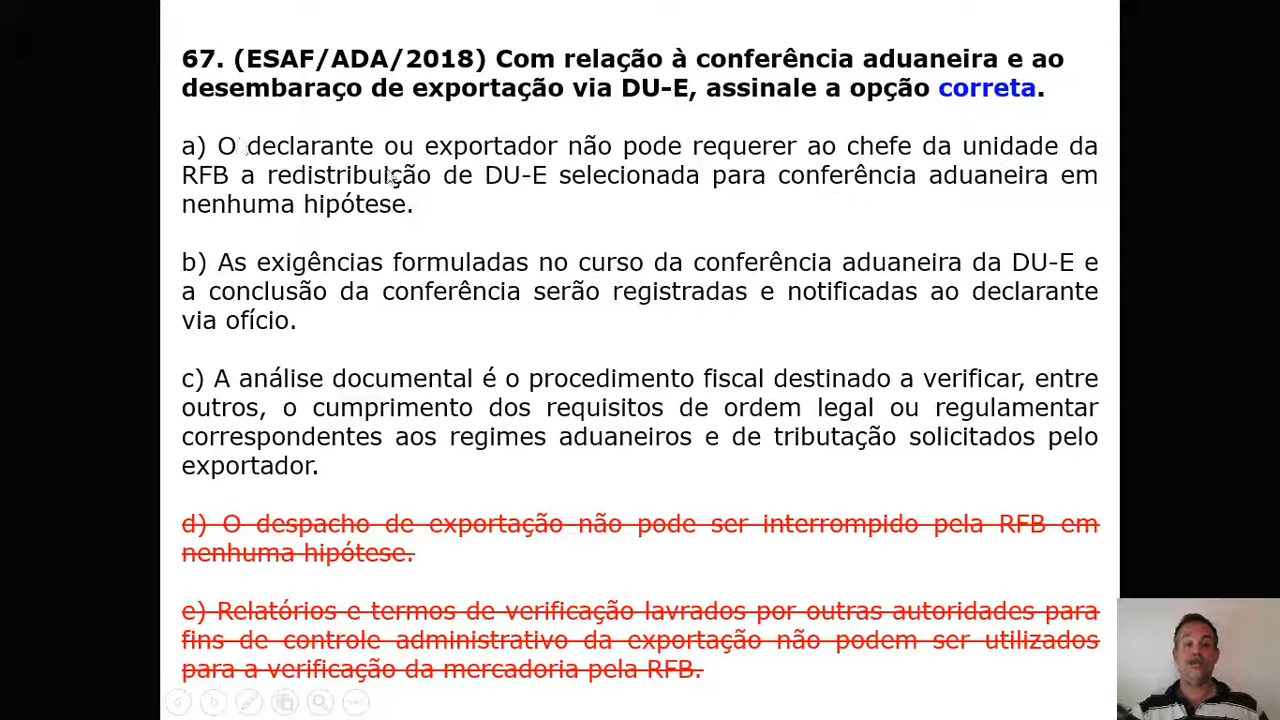 67. (ESAF/ADA/2018) Com relação à conferência aduaneira e ao
desembaraço de exportação via DU-E, assinale a opção correta.
a) O declarante ou exportador não pode requerer ao chefe da unidade da
RFB a redistribuição de DU-E selecionada para conferência aduaneira em
nenhuma hipótese.
b) As exigências formuladas no curso da conferência aduaneira da DU-E e
a conclusão da conferência serão registradas e notificadas ao declarante
via ofício.
c) A análise documental é o procedimento fiscal destinado a verificar, entre
outros, o cumprimento dos requisitos de ordem legal ou regulamentar
correspondentes aos regimes aduaneiros e de tributação solicitados pelo
exportador.
d) O despacho de exportação não pode ser interrompido pela RFB em
nenhuma hipótese.
e) Relatórios e termos de verificação lavrados por outras autoridades para
fins de controle administrativo da exportação não podem ser utilizados
para a verificação da mercadoria pela RFB.